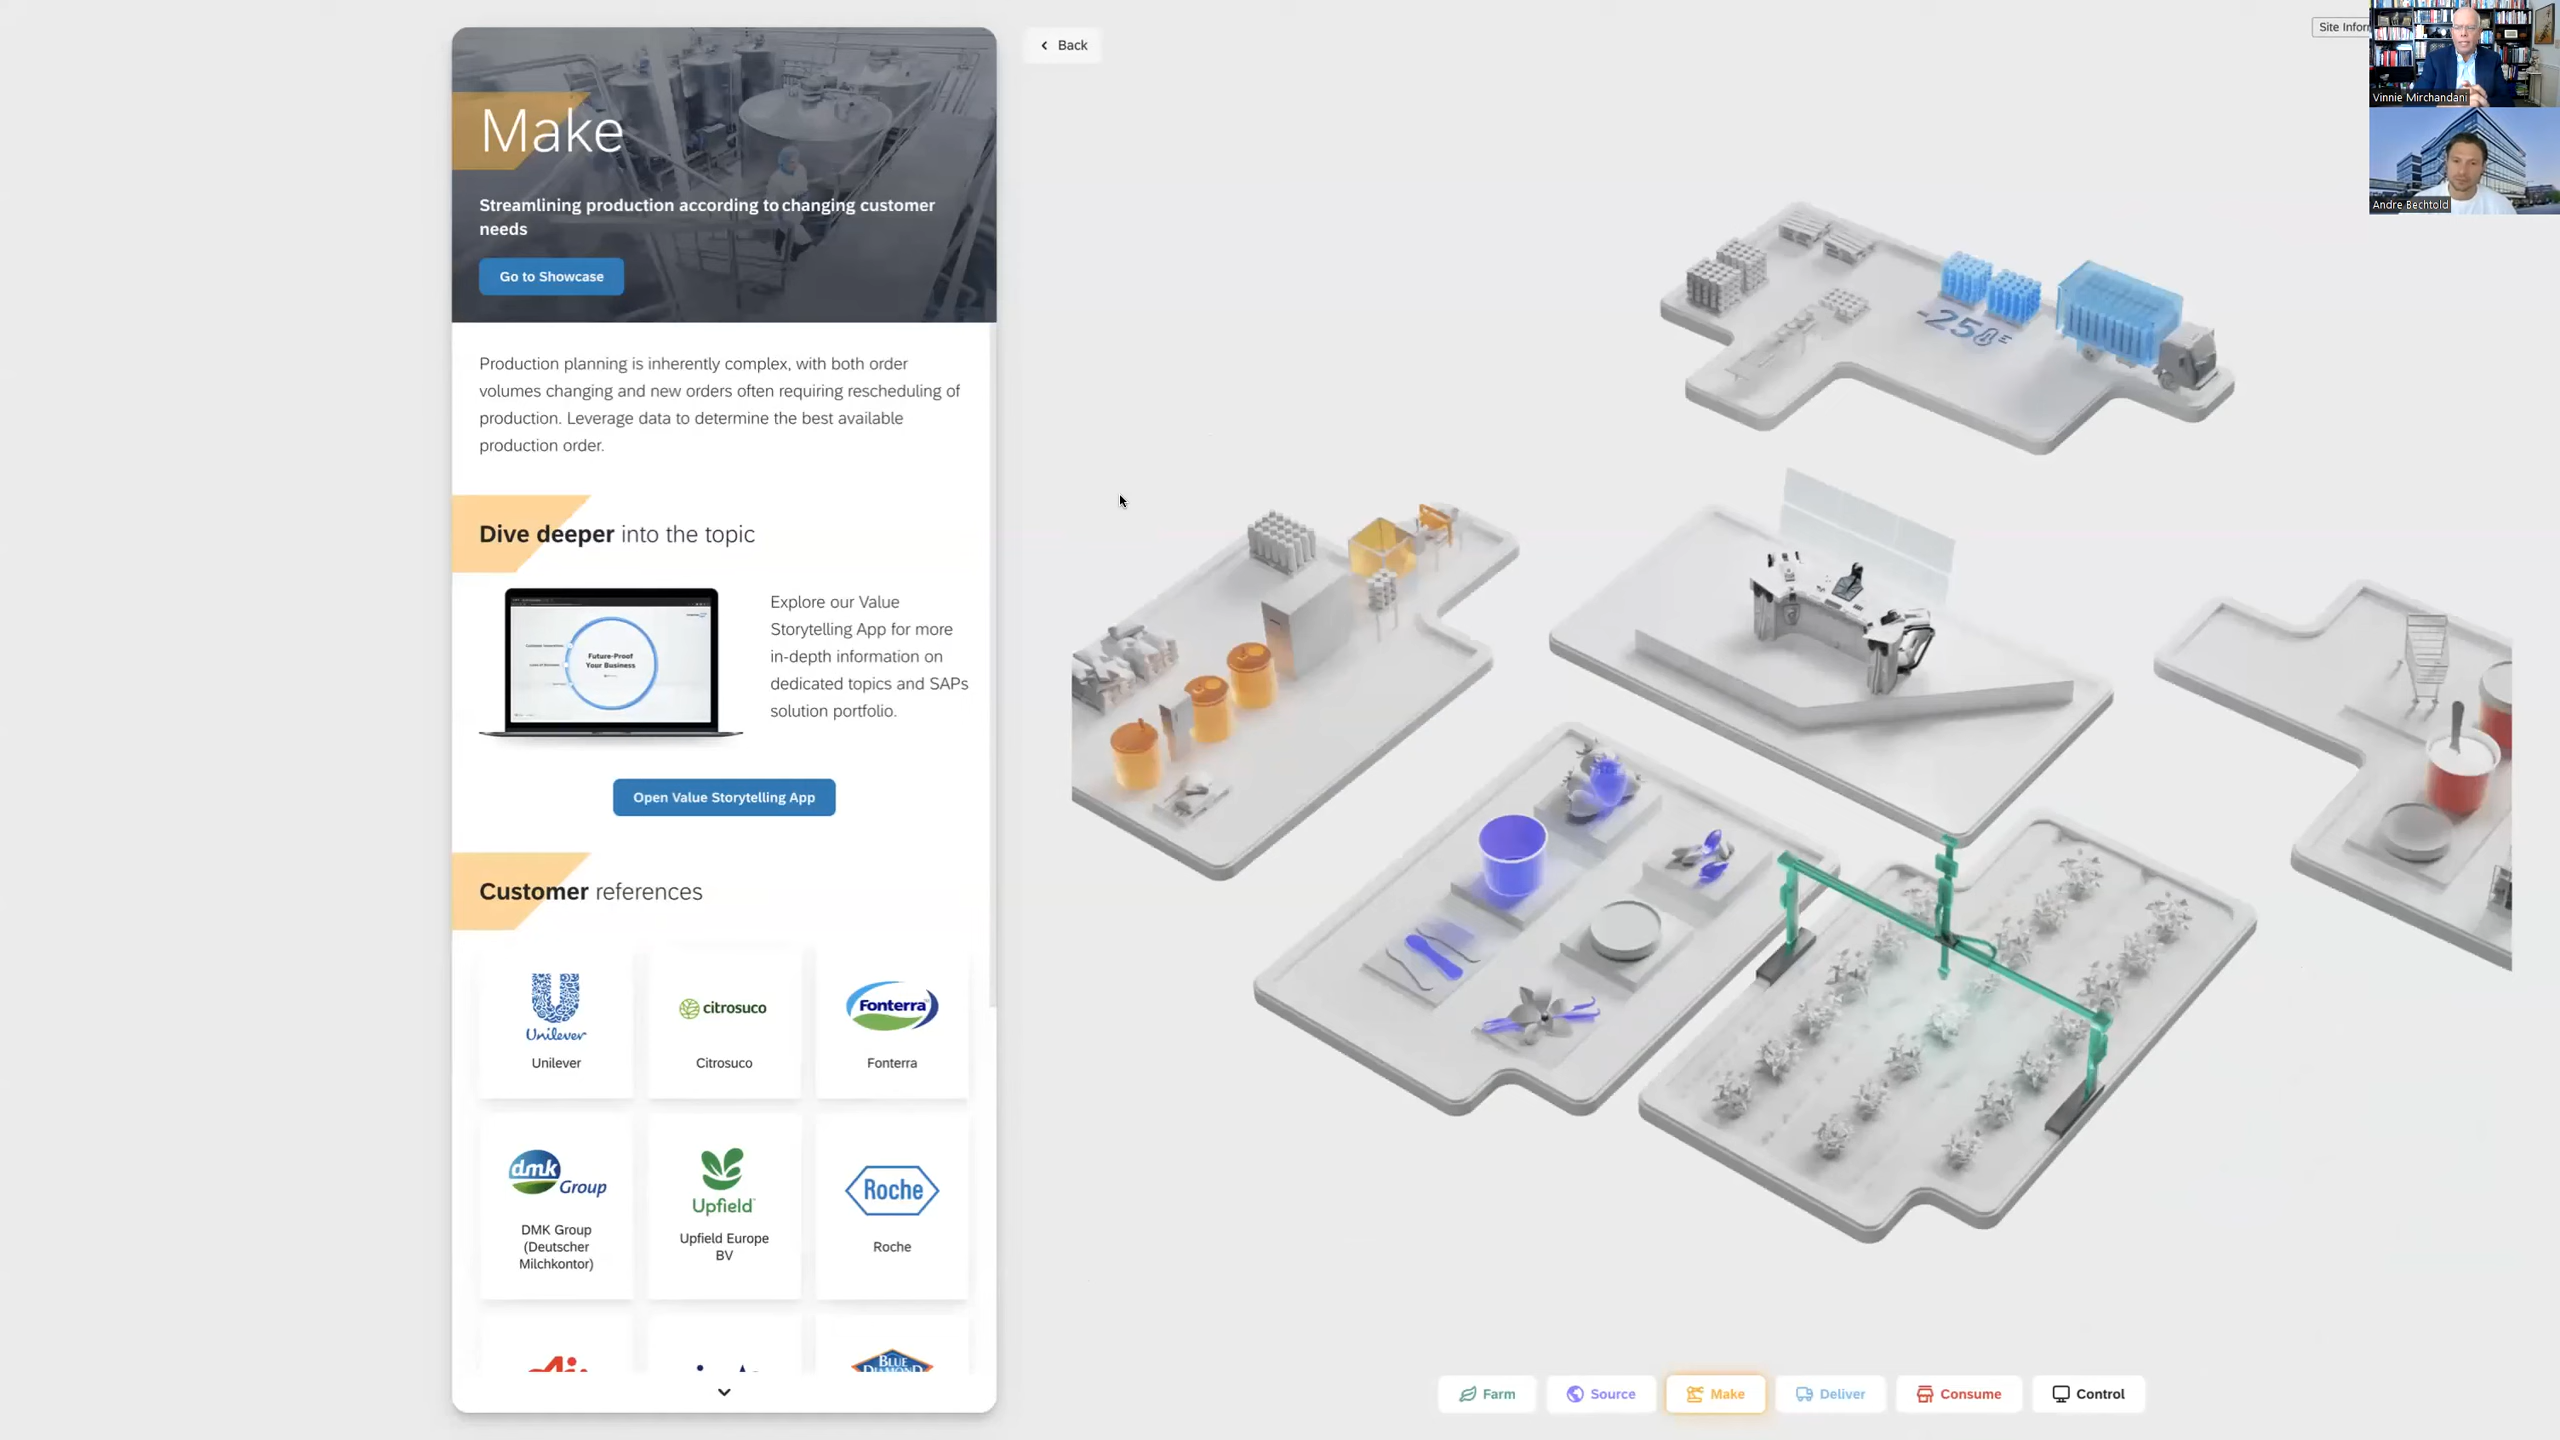 Back
Site Infor
Vinnie Mirchandani
Andre Bechtold
Make
Streamlining production according to changing customer
needs
Go to Showcase
Production planning is inherently complex, with both order
volumes changing and new orders often requiring rescheduling of
production. Leverage data to determine the best available
production order.
Dive deeper into the topic
Future-Proof
Your Business
Explore our Value
Storytelling App for more
in-depth information on
dedicated topics and SAPs
solution portfolio.
Open Value Storytelling App
Customer references
Unilever
Unilever
citrosuco
Citrosuco
Fonterra
Fonterra
dmk
Group
DMK Group
(Deutscher
Milchkontor)
Upfield
Upfield Europe
BV
Roche
Roche
BLUE
DIAMOND
-25
Farm
Source
Make
Deliver
Consume
Control